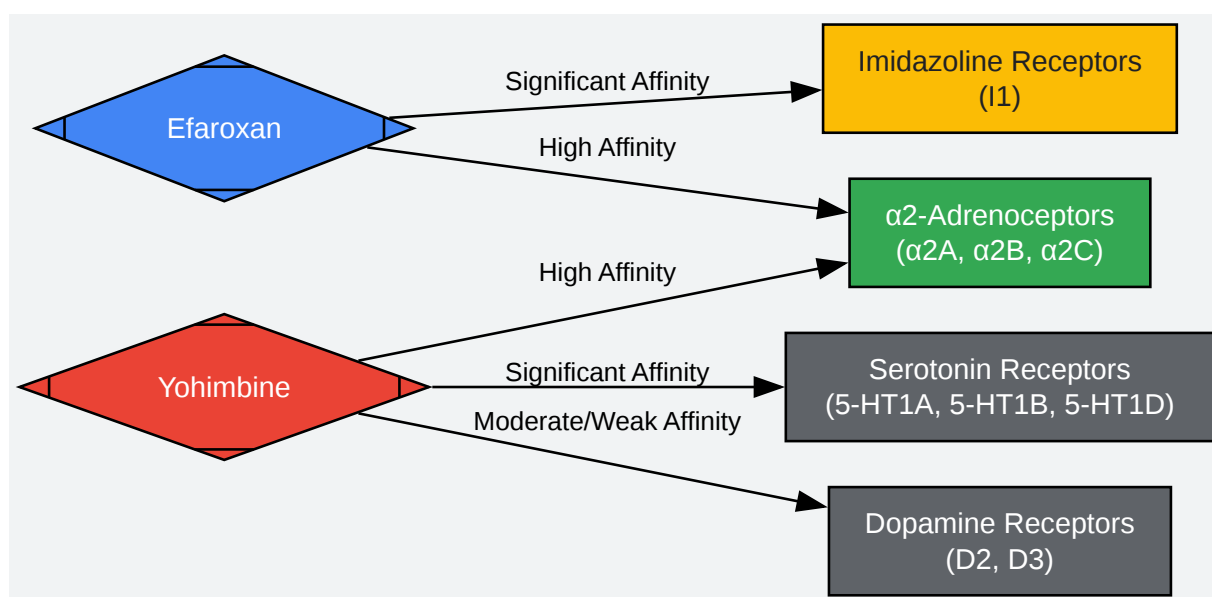 Efaroxan
Significant Affinity
Imidazoline Receptors
(I1)
High Affinity
α2-Adrenoceptors
(α2A, α2B, α2C)
High Affinity
Yohimbine
Significant Affinity
Serotonin Receptors
(5-HT1A, 5-HT1B, 5-HT1D)
Moderate/Weak Affinity
Dopamine Receptors
(D2, D3)